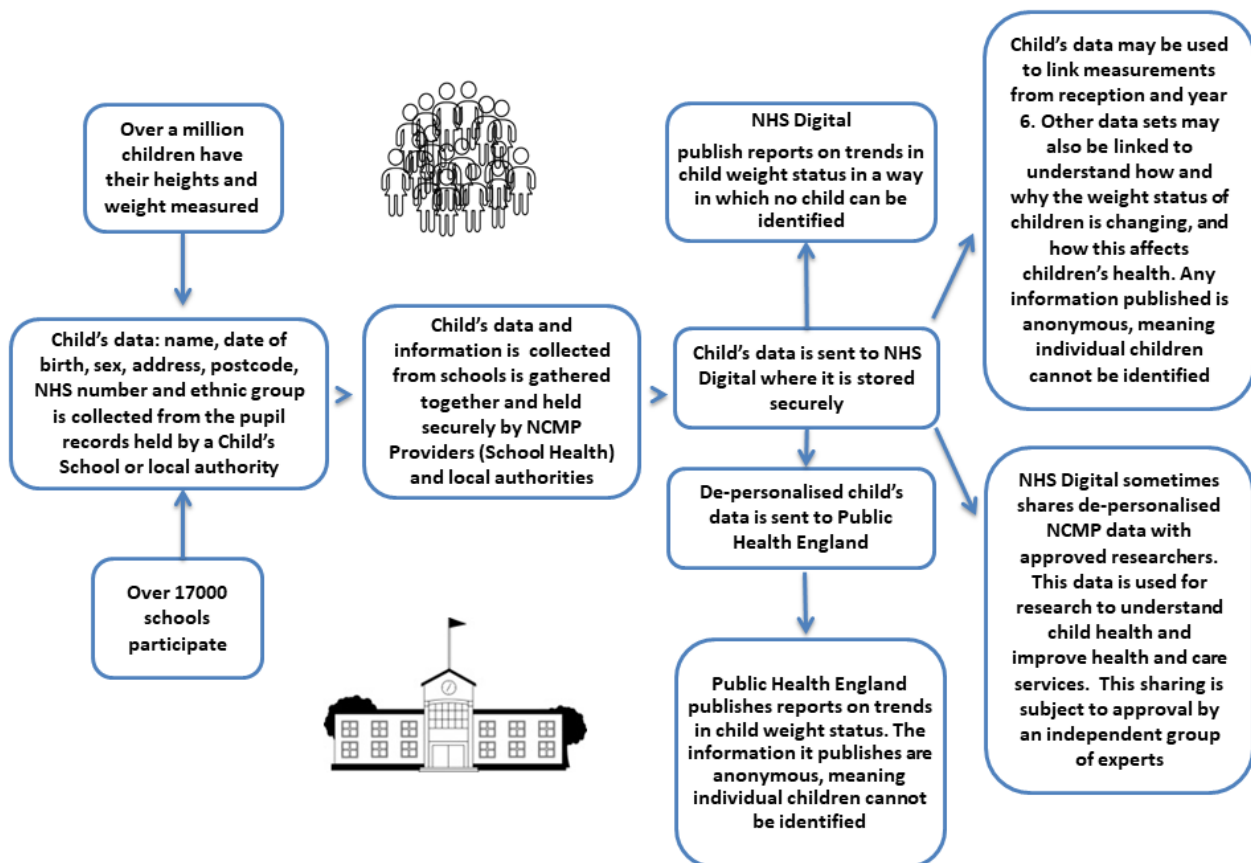 Over a million
children have
their heights and
weight measured
Child's data: name, date of
birth, sex, address, postcode,
NHS number and ethnic group
is collected from the pupil
records held by a Child's
School or local authority
Over 17000
schools
participate
Child's data and
information is collected
from schools is gathered
together and held
securely by NCMP
Providers (School Health)
and local authorities
NHS Digital
publish reports on trends in
child weight status in a way
in which no child can be
identified
Child's data is sent to NHS
Digital where it is stored
securely
De-personalised child's
data is sent to Public
Health England
Public Health England
publishes reports on trends
in child weight status. The
information it publishes are
anonymous, meaning
individual children cannot
be identified
Child's data may be used
to link measurements
from reception and year
6. Other data sets may
also be linked to
understand how and
why the weight status of
children is changing, and
how this affects
children's health. Any
information published is
anonymous, meaning
individual children
cannot be identified
NHS Digital sometimes
shares de-personalised
NCMP data with
approved researchers.
This data is used for
research to understand
child health and
improve health and care
services. This sharing is
subject to approval by
an independent group
of experts